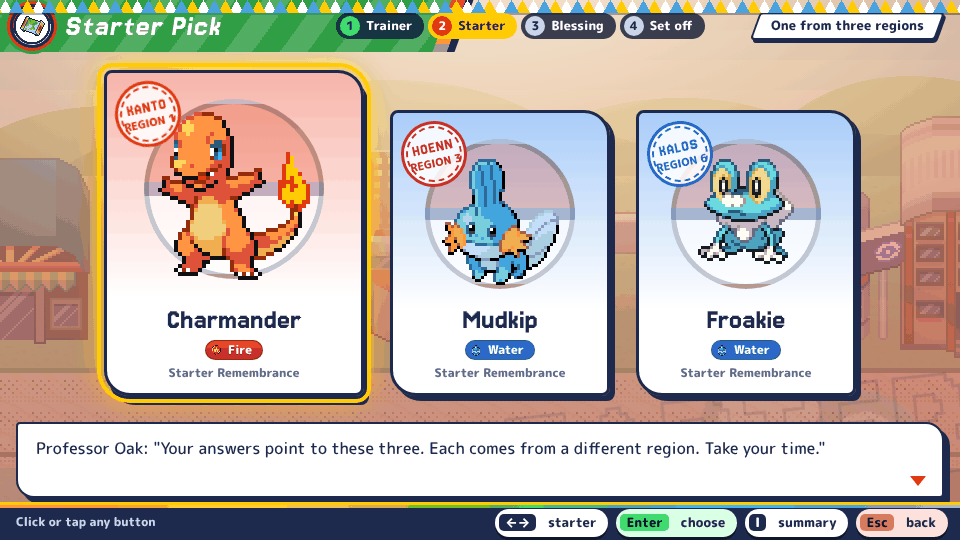 Starter Pick
1 Trainer
2 Starter
3 Blessing
4 Set off
One from three regions
KANTO
REGION 1
HOENN
REGION 3
KALOS
REGION 6
Charmander
Fire
Starter Remembrance
Mudkip
Water
Starter Remembrance
Froakie
Water
Starter Remembrance
Professor Oak: "Your answers point to these three. Each comes from a different region. Take your time."
Click or tap any button
←→ starter
Enter choose
I summary
Esc back